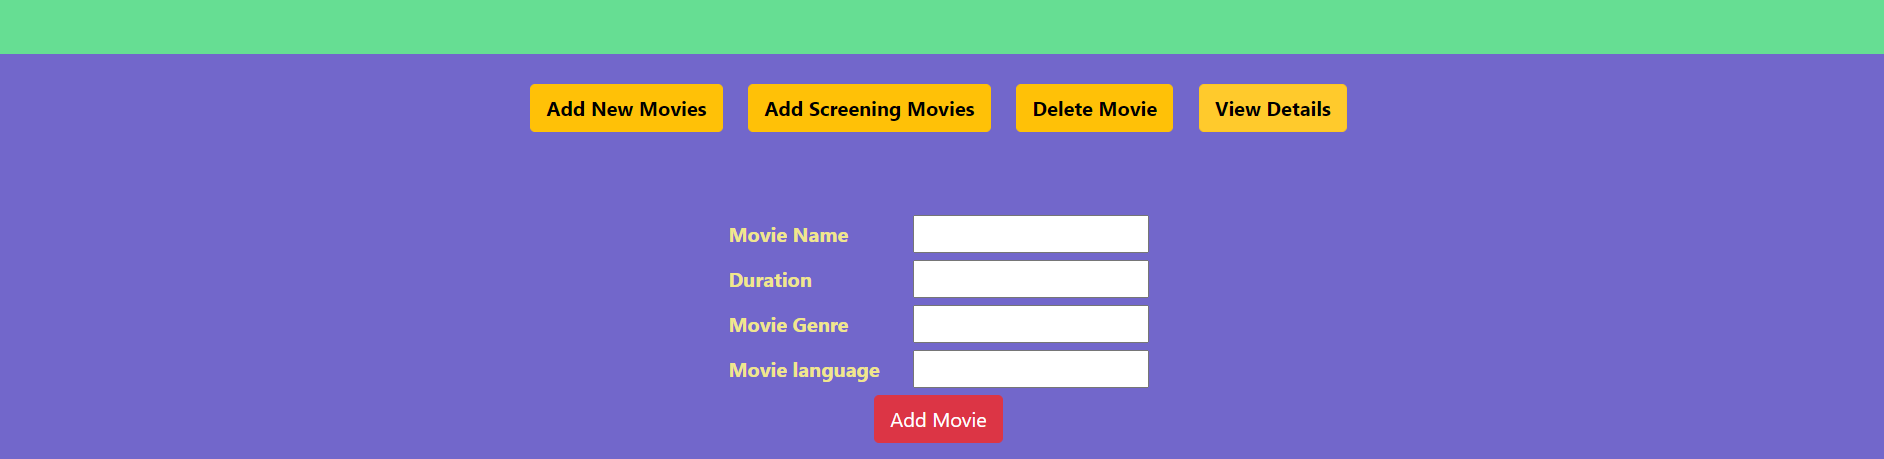 Add New Movies Add Screening Movies Delete Movie View Details
Movie Name
Duration
Movie Genre
Movie language
Add Movie